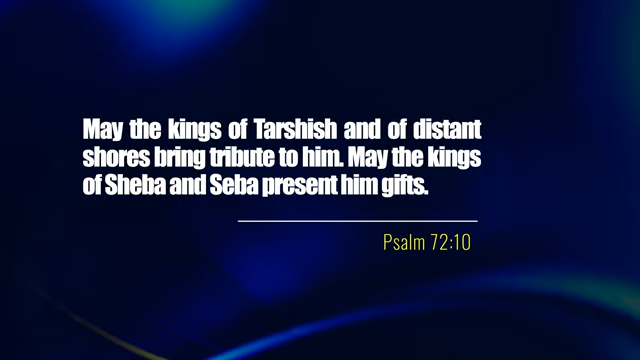 May the kings of Tarshish and of distant
shores bring tribute to him. May the kings
of Sheba and Seba present him gifts.
Psalm 72:10